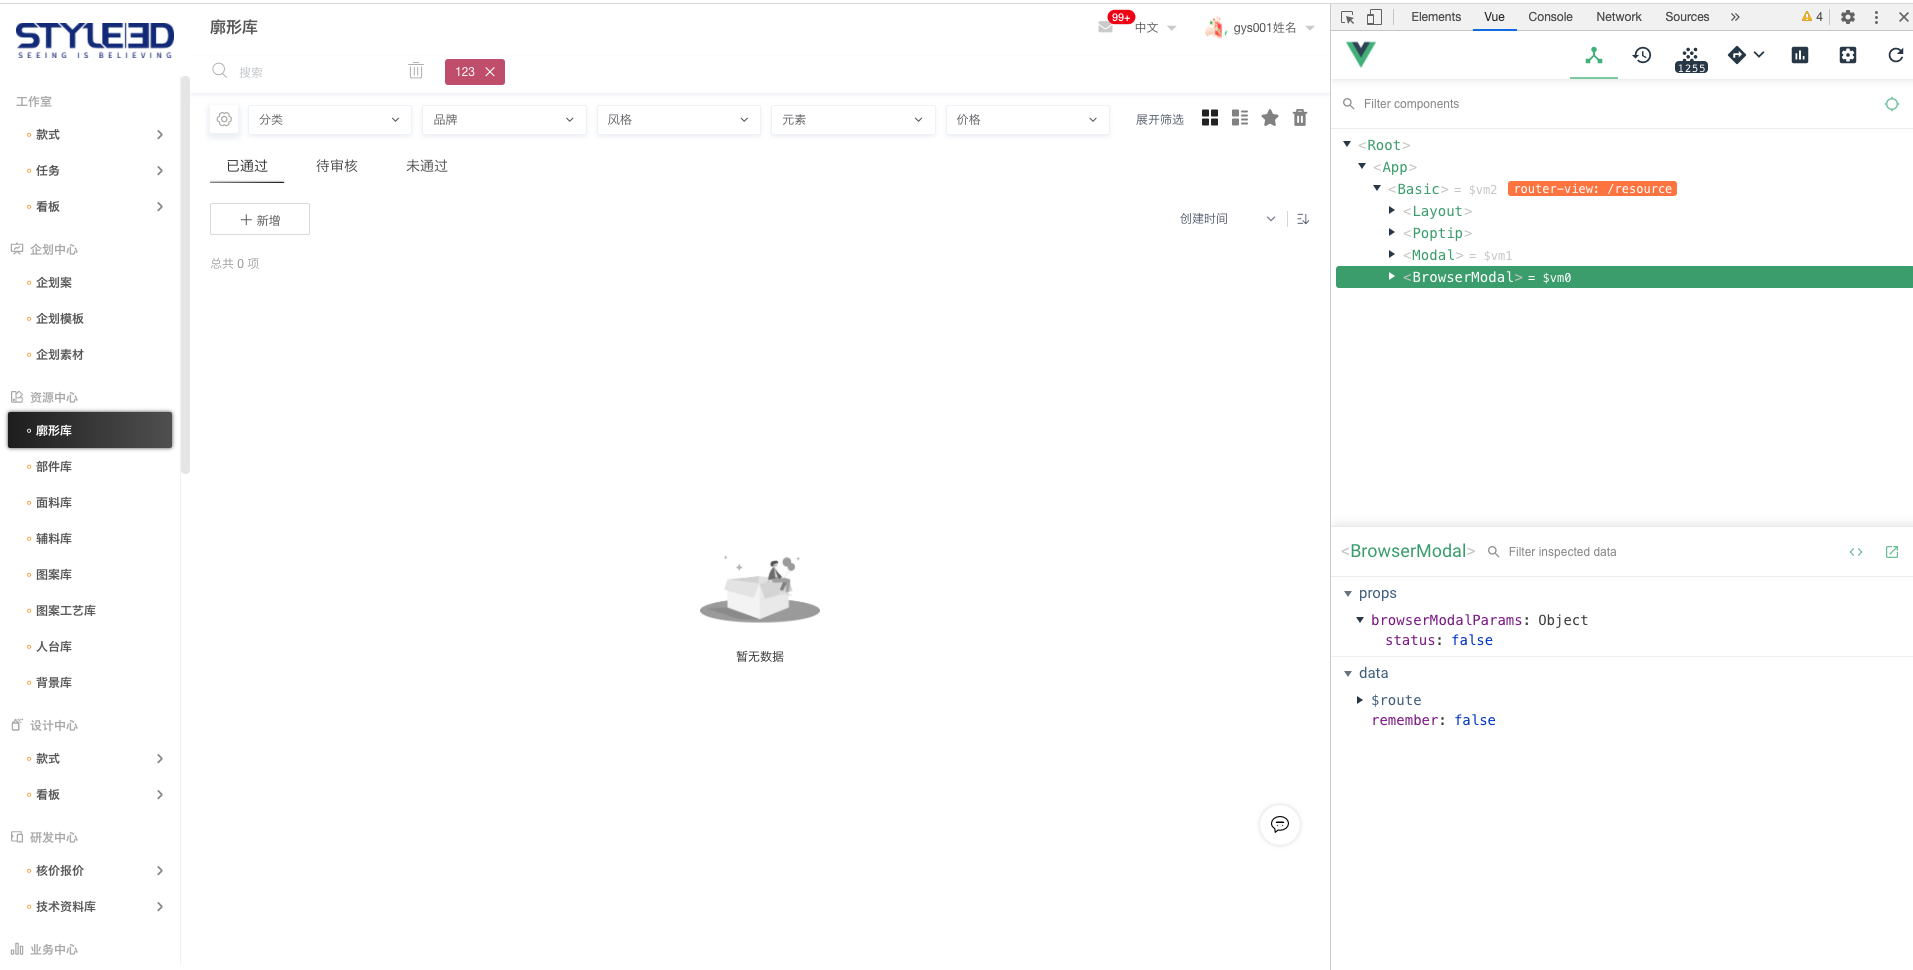 STYLE3D
SEEING IS BELIEVING
工作室
款式
任务
看板
企划中心
企划案
企划模板
企划素材
资源中心
廓形库
部件库
面料库
辅料库
图案库
图案工艺库
人台库
背景库
设计中心
款式
看板
研发中心
核价报价
技术资料库
业务中心
廓形库
99+
中文
gys001姓名
搜索
123
分类
品牌
风格
元素
价格
展开筛选
已通过
待审核
未通过
新增
创建时间
总共 0 项
暂无数据
Elements
Vue
Console
Network
Sources
4
1255
Filter components
<Root>
<App>
<Basic> = $vm2 router-view: /resource
<Layout>
<Poptip>
<Modal> = $vm1
<BrowserModal> = $vm0
<BrowserModal>
Filter inspected data
props
browserModalParams: Object
status: false
data
$route
remember: false